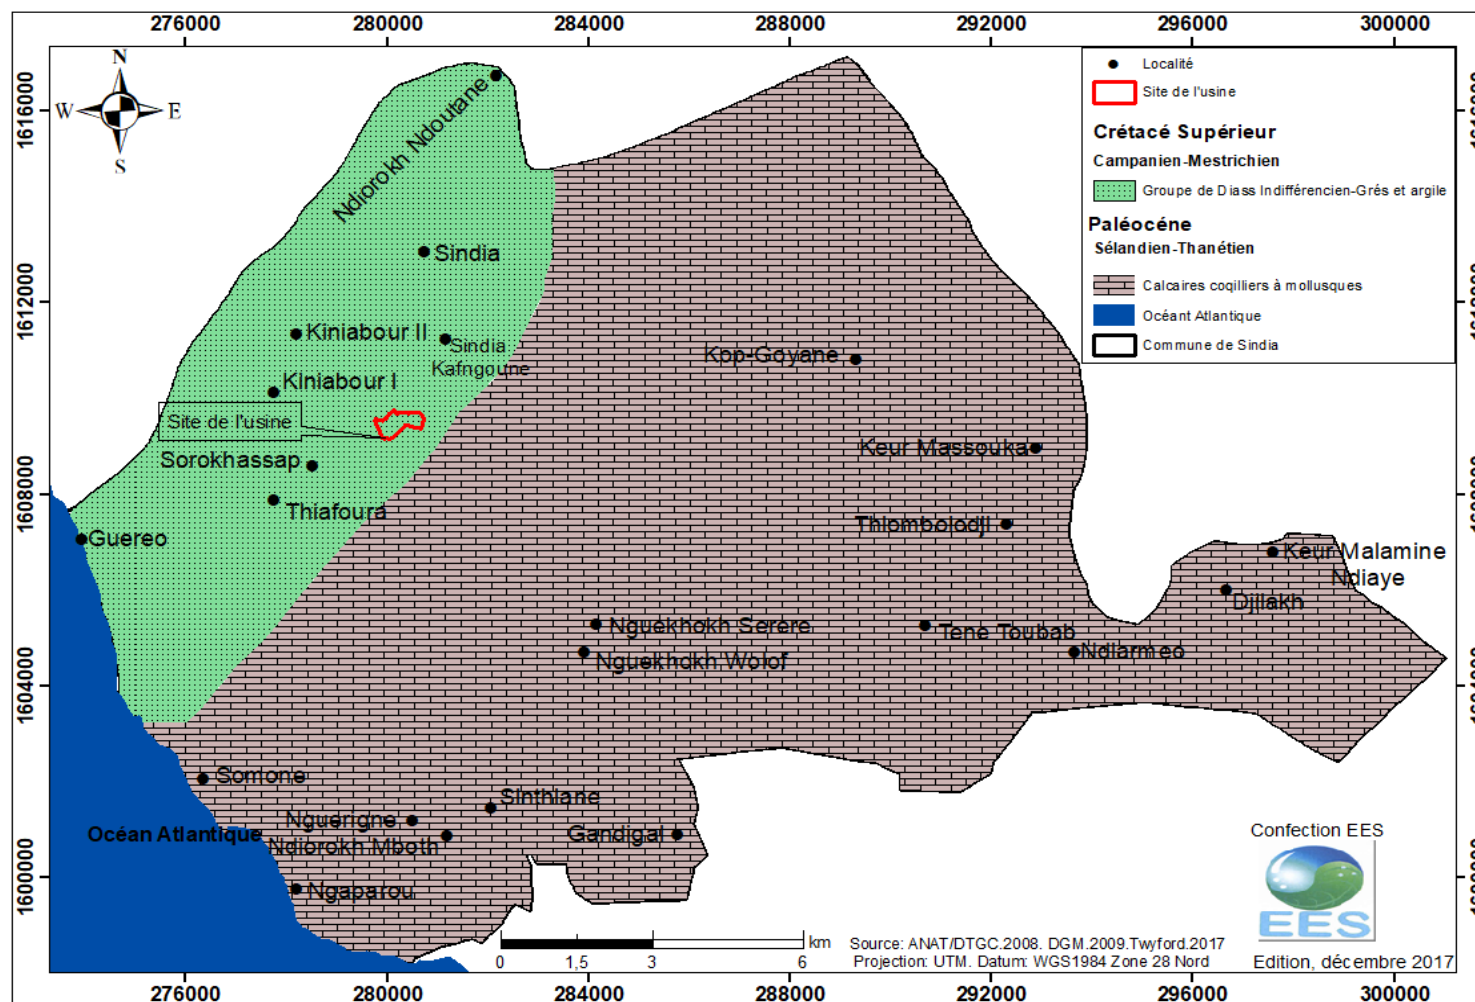 276000 280000 284000 288000 292000 296000 300000
N
W E
S
1616000
1612000
1608000
1604000
1600000
Localité
Site de l'usine
Crétacé Supérieur
Campanien-Mestrichien
Groupe de Diass Indifférencien-Grés et argile
Paléocéne
Sélandien-Thanétien
Calcaires coqilliers à mollusques
Océant Atlantique
Commune de Sindia
Ndiorokh Ndoutane
Sindia
Kiniabour II
Sindia
Kafngoune
Kiniabour I
Site de l'usine
Sorokhassap
Thiafoura
Guereo
Kop-Goyane
Keur Massouka
Thiombolodji
Keur Malamine
Ndiaye
Djilakh
Nguekhokh Serere
Tene Toubab
Nguekhokh Wolof
Ndiarmeo
Somone
Sinthiane
Nguerigne
Océan Atlantique
Ndiorokh Mboth
Gandigal
Ngaparou
Confection EES
EES
km
0 1,5 3 6
Source: ANAT/DTGC.2008. DGM.2009.Twyford.2017
Projection: UTM. Datum: WGS1984 Zone 28 Nord
Edition, décembre 2017
276000 280000 284000 288000 292000 296000 300000